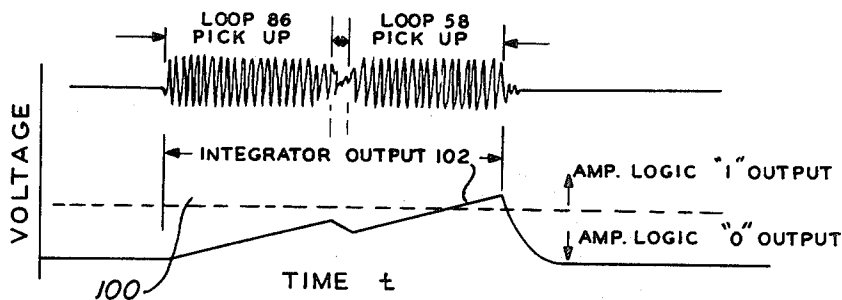 LOOP 86 LOOP 58
PICK UP PICK UP
INTEGRATOR OUTPUT 102
AMP. LOGIC "1" OUTPUT
VOLTAGE
AMP. LOGIC "0" OUTPUT
100
TIME t